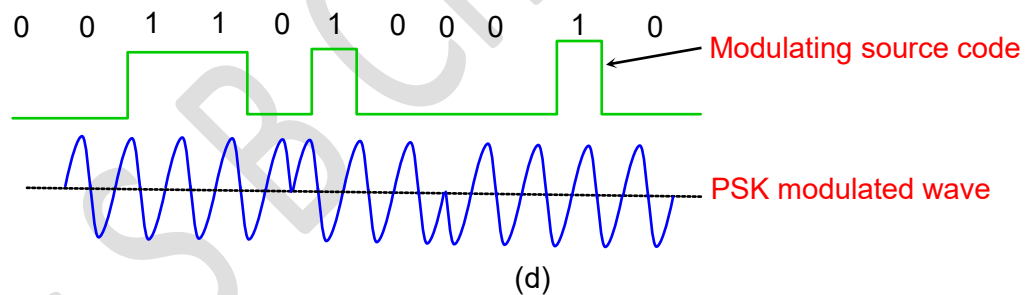 0 0 1 1 0 1 0 0 0 1 0
Modulating source code
PSK modulated wave
(d)